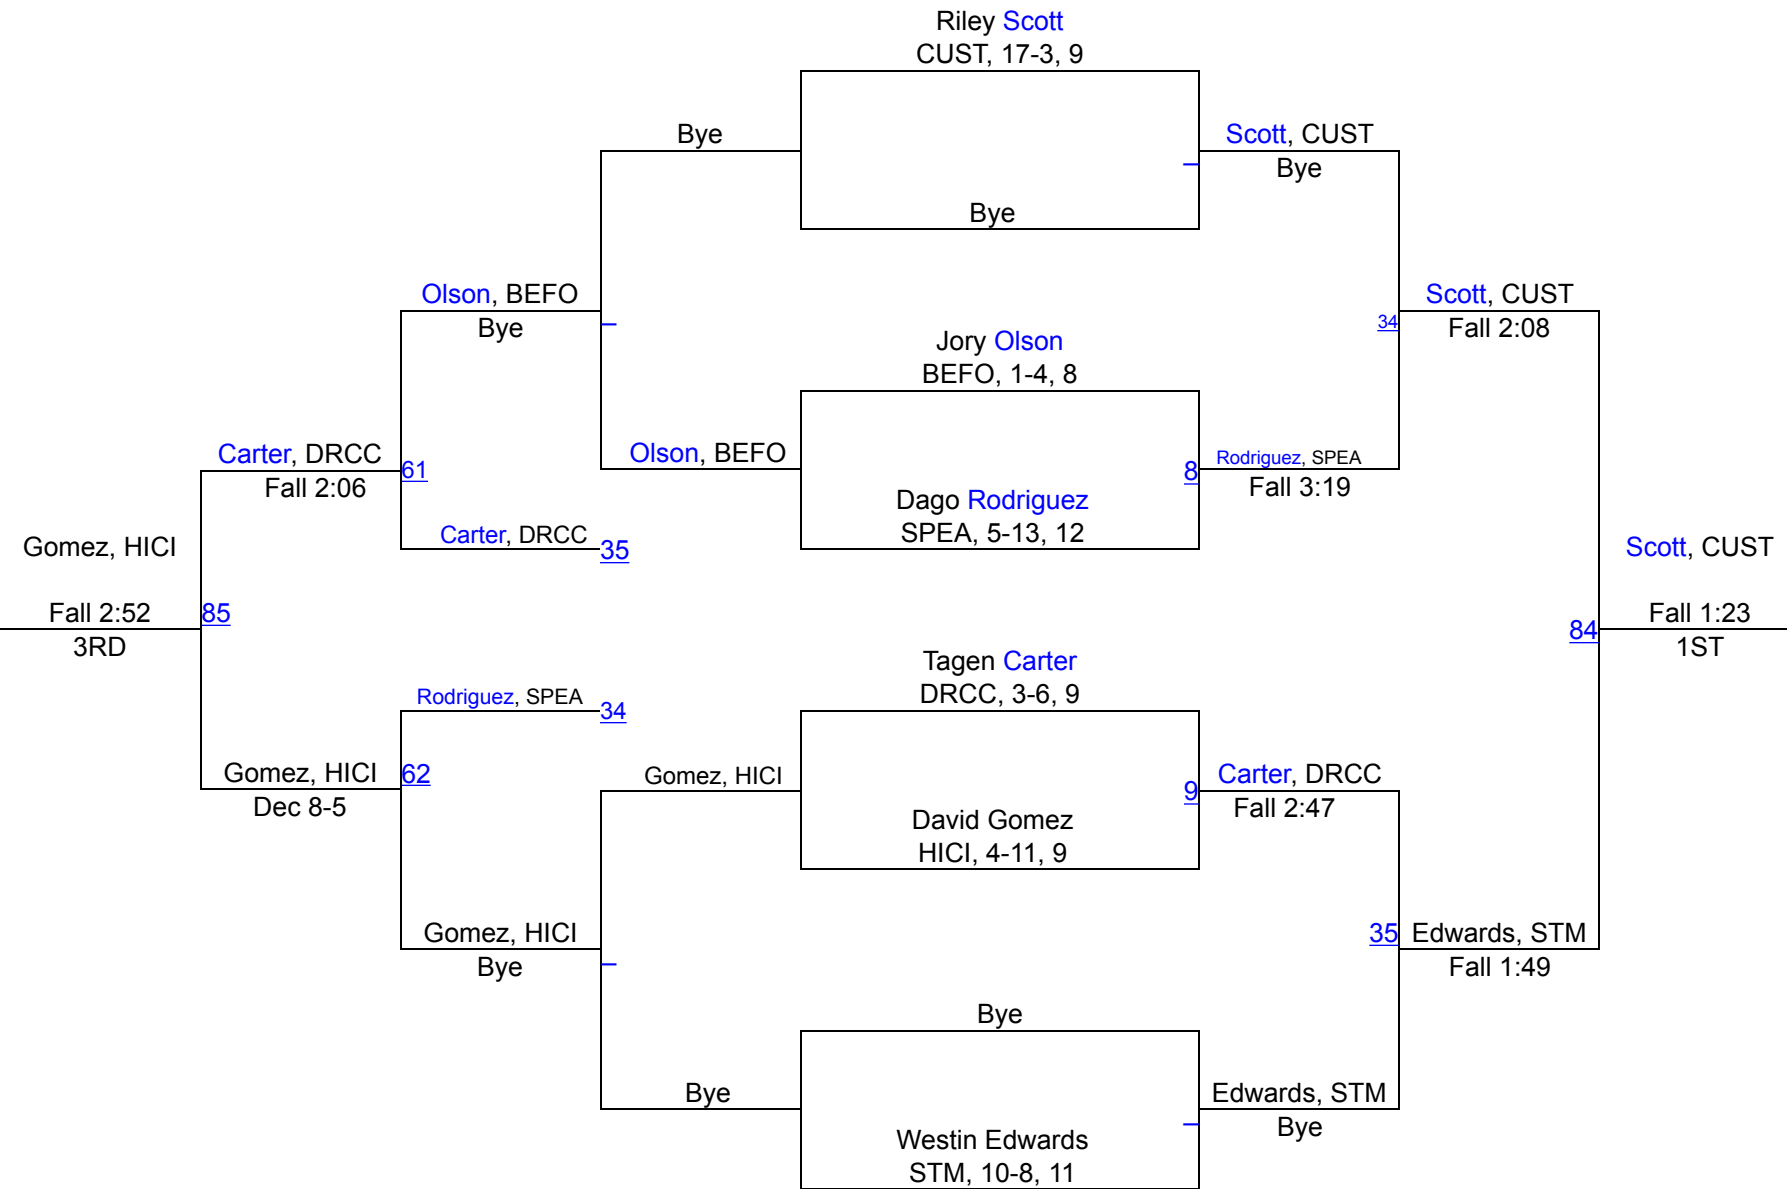 Riley Scott
CUST, 17-3, 9
Bye
Scott, CUST
Bye
Bye
Olson, BEFO
Bye
Scott, CUST
34
Fall 2:08
Jory Olson
BEFO, 1-4, 8
Carter, DRCC
61
Fall 2:06
Olson, BEFO
8
Rodriguez, SPEA
Fall 3:19
Dago Rodriguez
SPEA, 5-13, 12
Carter, DRCC
35
Gomez, HICI
Scott, CUST
Fall 2:52
85
3RD
84
Fall 1:23
1ST
Tagen Carter
DRCC, 3-6, 9
Rodriguez, SPEA
34
Gomez, HICI
62
Dec 8-5
Gomez, HICI
9
Carter, DRCC
Fall 2:47
David Gomez
HICI, 4-11, 9
Gomez, HICI
Bye
35
Edwards, STM
Fall 1:49
Bye
Bye
Edwards, STM
Bye
Westin Edwards
STM, 10-8, 11